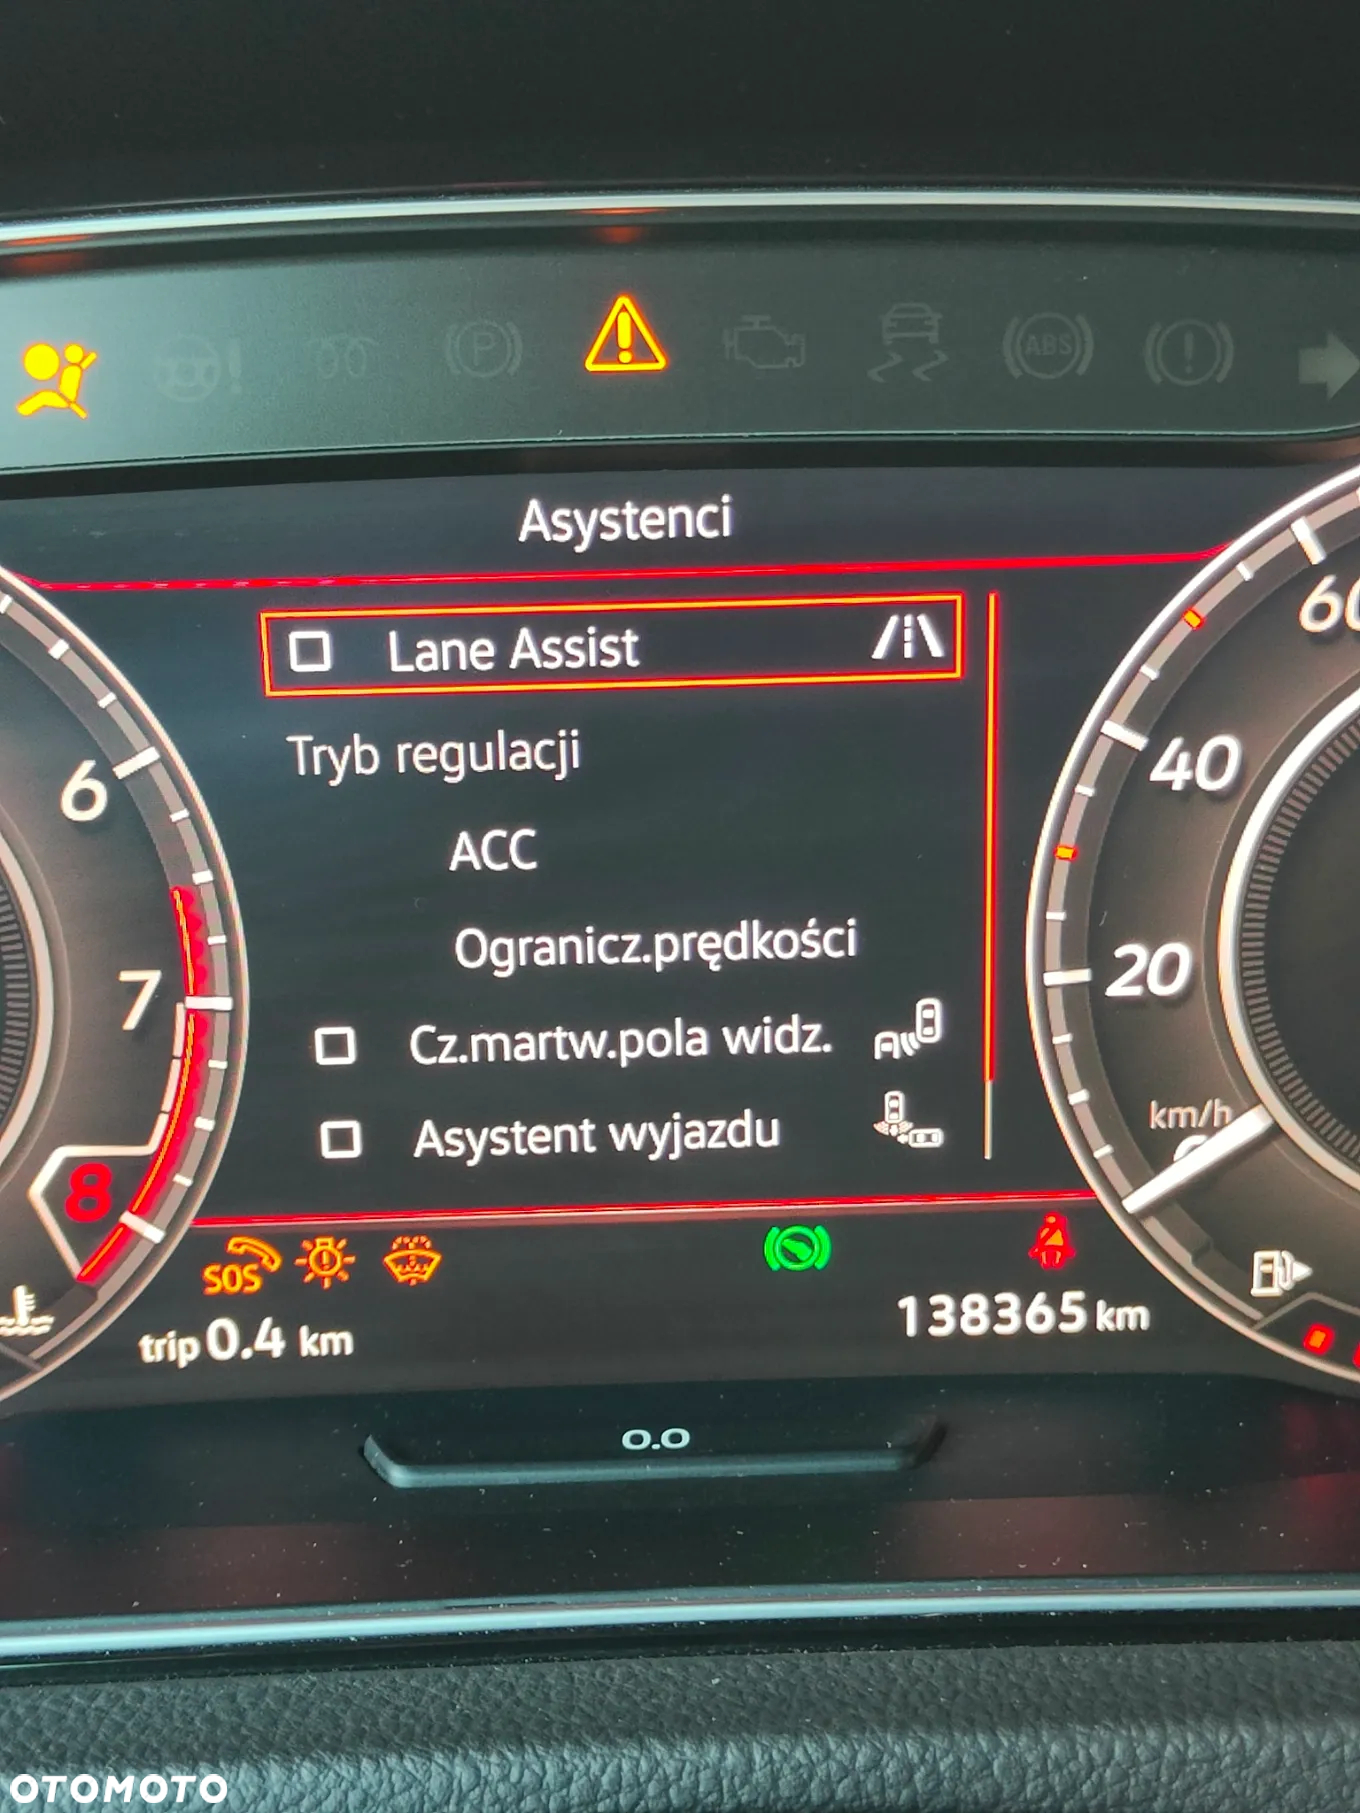 P
ABS
Asystenci
Lane Assist
Tryb regulacji
ACC
Ogranicz.prędkości
Cz.martw.pola widz.
Asystent wyjazdu
6
7
8
60
40
20
km/h
SOS
trip 0.4 km
138365 km
0.0
OTOMOTO